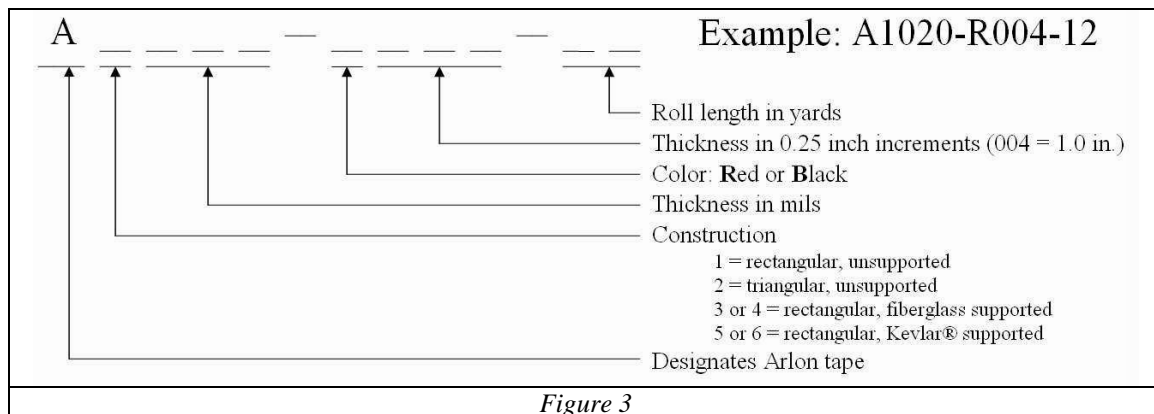 A _ _ _ _ – _ _ _ _ – _ _ Example: A1020-R004-12
Roll length in yards
Thickness in 0.25 inch increments (004 = 1.0 in.)
Color: Red or Black
Thickness in mils
Construction
1 = rectangular, unsupported
2 = triangular, unsupported
3 or 4 = rectangular, fiberglass supported
5 or 6 = rectangular, Kevlar® supported
Designates Arlon tape
Figure 3